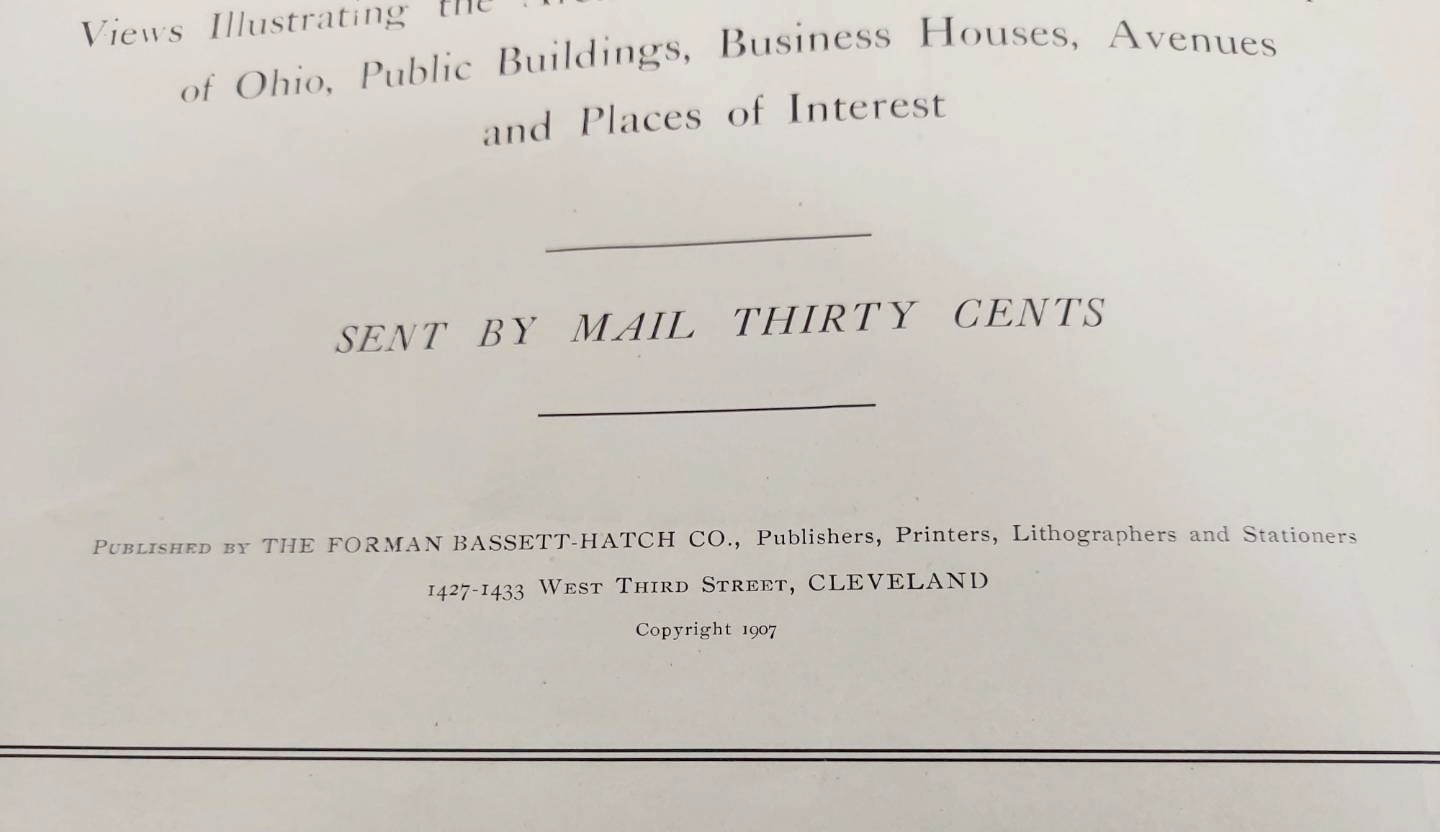 Views Illustrating the
of Ohio, Public Buildings, Business Houses, Avenues
and Places of Interest
SENT BY MAIL THIRTY CENTS
PUBLISHED BY THE FORMAN BASSETT-HATCH CO., Publishers, Printers, Lithographers and Stationers
1427-1433 WEST THIRD STREET, CLEVELAND
Copyright 1907